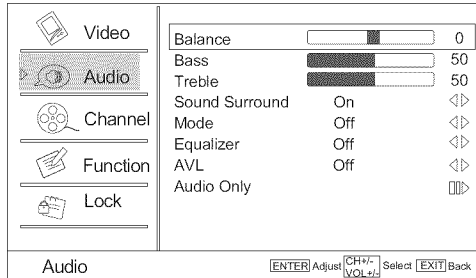 Video
Audio
Channel
Function
Lock
Balance 0
Bass 50
Treble 50
Sound Surround On
Mode Off
Equalizer Off
AVL Off
Audio Only
Audio
ENTER Adjust CH+/- VOL+/- Select EXIT Back